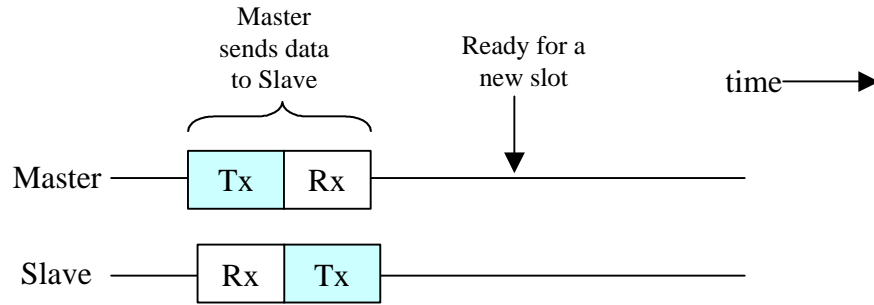 Master
sends data
to Slave
Ready for a
new slot
time
Master
Tx
Rx
Slave
Rx
Tx